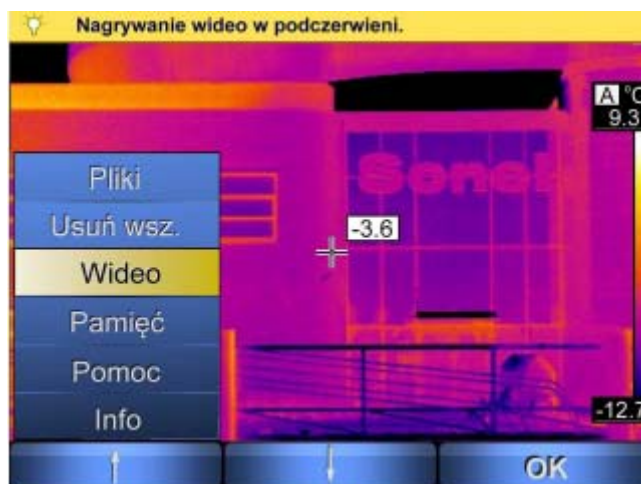 Nagrywanie wideo w podczerwieni.
A °C
9.3
Pliki
Sonel
Usuń wsz.
-3.6
Wideo
Pamięć
Pomoc
Info
-12.7
OK